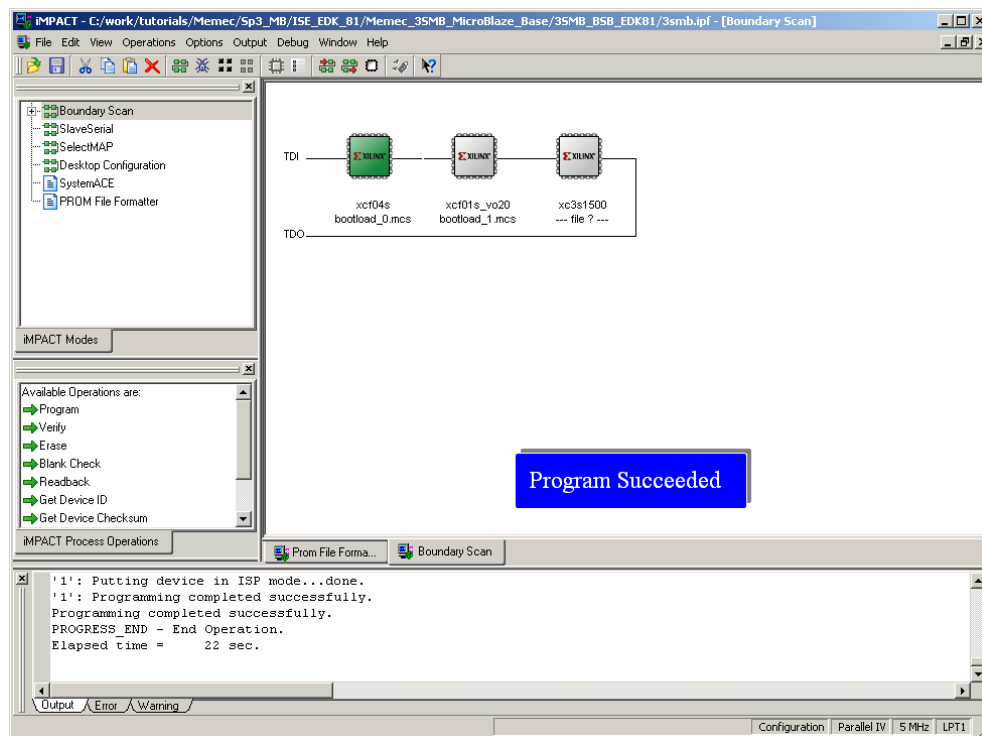 iMPACT - C:/work/tutorials/Memec/Sp3_MB/ISE_EDK_81/Memec_3SMB_MicroBlaze_Base/3SMB_BSB_EDK81/3smb.ipf - [Boundary Scan]
File Edit View Operations Options Output Debug Window Help
Boundary Scan
SlaveSerial
SelectMAP
Desktop Configuration
SystemACE
PROM File Formatter
iMPACT Modes
Available Operations are:
Program
Verify
Erase
Blank Check
Readback
Get Device ID
Get Device Checksum
iMPACT Process Operations
TDI
XILINX XILINX XILINX
xcf04s xcf01s_vo20 xc3s1500
bootload_0.mcs bootload_1.mcs --- file ? ---
TDO
Program Succeeded
Prom File Forma... Boundary Scan
'1': Putting device in ISP mode...done.
'1': Programming completed successfully.
Programming completed successfully.
PROGRESS_END - End Operation.
Elapsed time = 22 sec.
Output Error Warning
Configuration Parallel IV 5 MHz LPT1